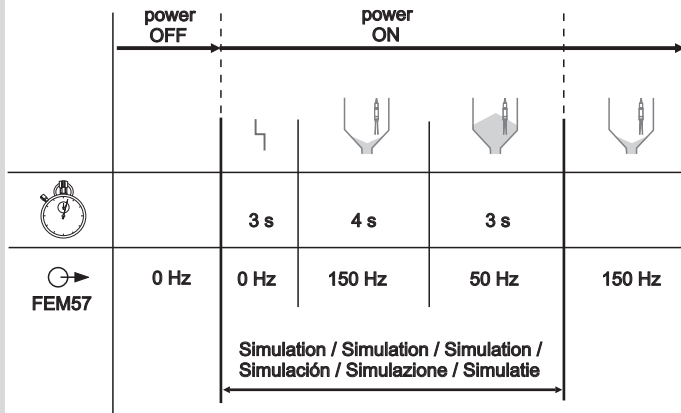 power
OFF
power
ON
3 s
4 s
3 s
FEM57
0 Hz
0 Hz
150 Hz
50 Hz
150 Hz
Simulation / Simulation / Simulation /
Simulación / Simulazione / Simulatie